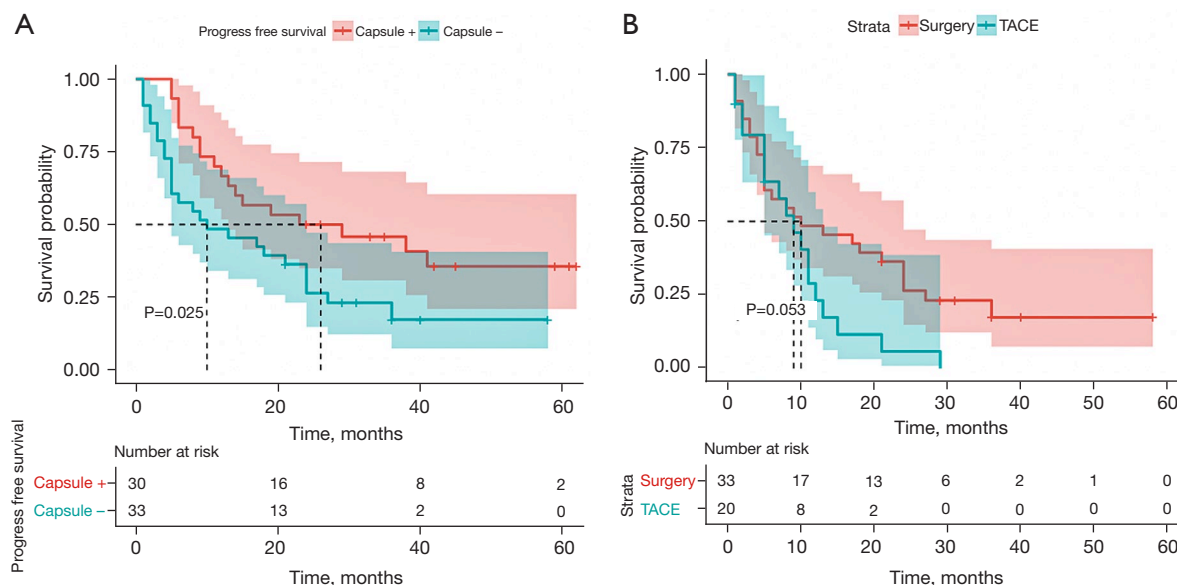 A
Progress free survival Capsule + Capsule –
1.00
0.75
0.50
0.25
0.00
Survival probability
P=0.025
0 20 40 60
Time, months
Number at risk
Progress free survival
Capsule + 30 16 8 2
Capsule – 33 13 2 0
0 20 40 60
Time, months
B
Strata Surgery TACE
1.00
0.75
0.50
0.25
0.00
Survival probability
P=0.053
0 10 20 30 40 50 60
Time, months
Number at risk
Strata
Surgery 33 17 13 6 2 1 0
TACE 20 8 2 0 0 0 0
0 10 20 30 40 50 60
Time, months